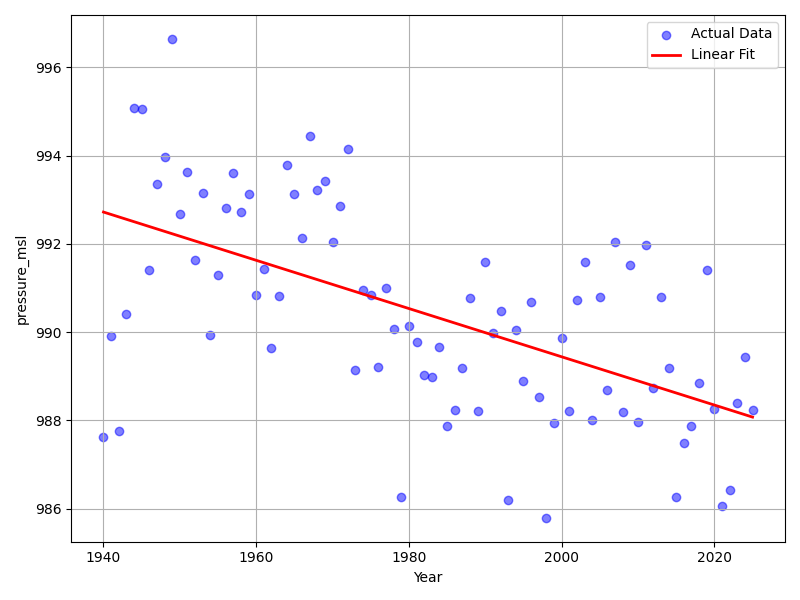 Actual Data
Linear Fit
996
994
992
990
988
986
pressure_msl
1940
1960
1980
2000
2020
Year